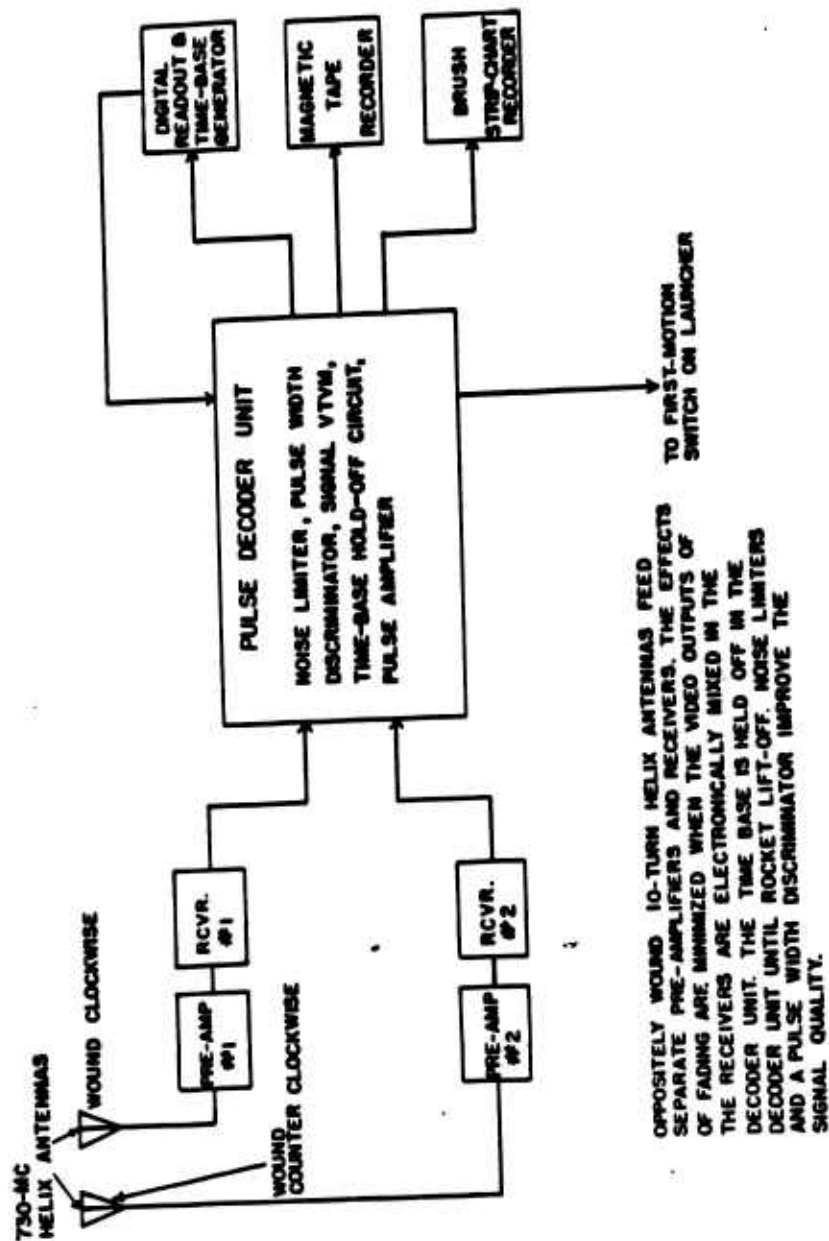 730-MC
HELIX ANTENNAS
WOUND CLOCKWISE
WOUND
COUNTER CLOCKWISE
PRE-AMP
#1
RCVR.
#1
PRE-AMP
#2
RCVR.
#2
PULSE DECODER UNIT
NOISE LIMITER, PULSE WIDTH
DISCRIMINATOR, SIGNAL VTVM,
TIME-BASE HOLD-OFF CIRCUIT,
PULSE AMPLIFIER
DIGITAL
READOUT &
TIME-BASE
GENERATOR
MAGNETIC
TAPE
RECORDER
BRUSH
STRIP-CHART
RECORDER
TO FIRST-MOTION
SWITCH ON LAUNCHER
OPPOSITELY WOUND 10-TURN HELIX ANTENNAS FEED
SEPARATE PRE-AMPLIFIERS AND RECEIVERS. THE EFFECTS
OF FADING ARE MINIMIZED WHEN THE VIDEO OUTPUTS OF
THE RECEIVERS ARE ELECTRONICALLY MIXED IN THE
DECODER UNIT. THE TIME BASE IS HELD OFF IN THE
DECODER UNIT UNTIL ROCKET LIFT-OFF. NOISE LIMITERS
AND A PULSE WIDTH DISCRIMINATOR IMPROVE THE
SIGNAL QUALITY.